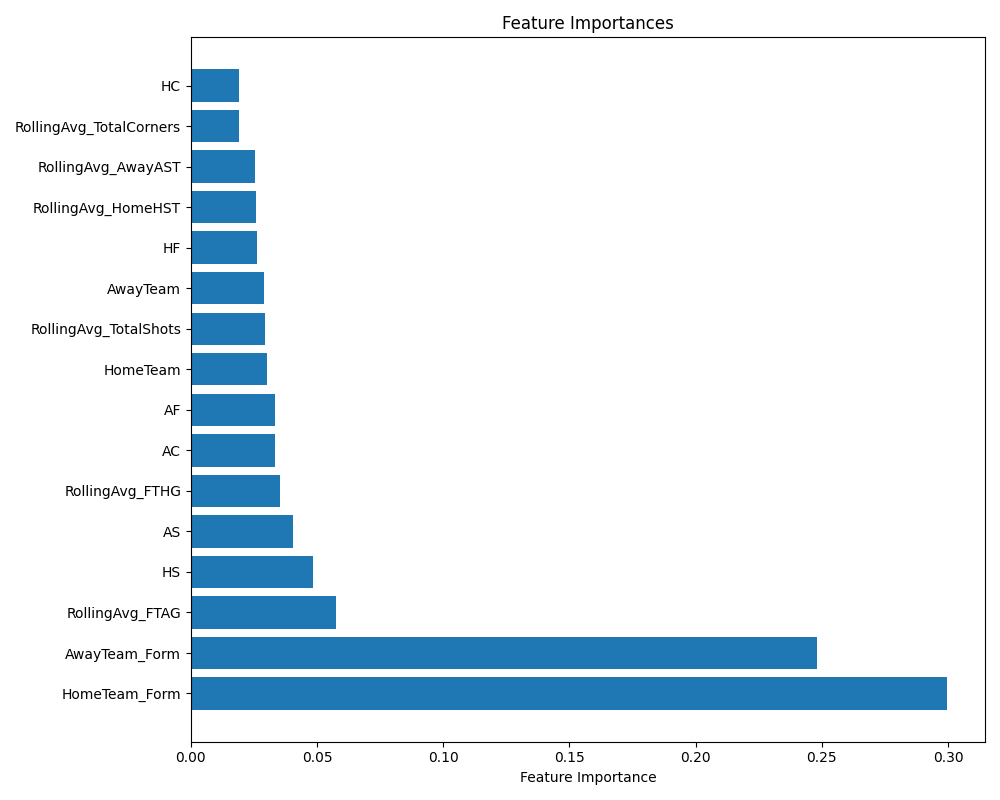 Feature Importances
HC
RollingAvg_TotalCorners
RollingAvg_AwayAST
RollingAvg_HomeHST
HF
AwayTeam
RollingAvg_TotalShots
HomeTeam
AF
AC
RollingAvg_FTHG
AS
HS
RollingAvg_FTAG
AwayTeam_Form
HomeTeam_Form
0.00 0.05 0.10 0.15 0.20 0.25 0.30
Feature Importance